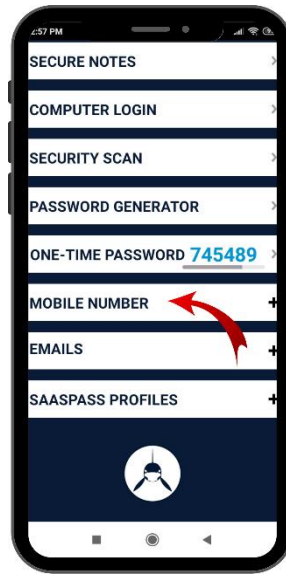 2:57 PM
SECURE NOTES
COMPUTER LOGIN
SECURITY SCAN
PASSWORD GENERATOR
ONE-TIME PASSWORD 745489
MOBILE NUMBER
EMAILS
SAASPASS PROFILES